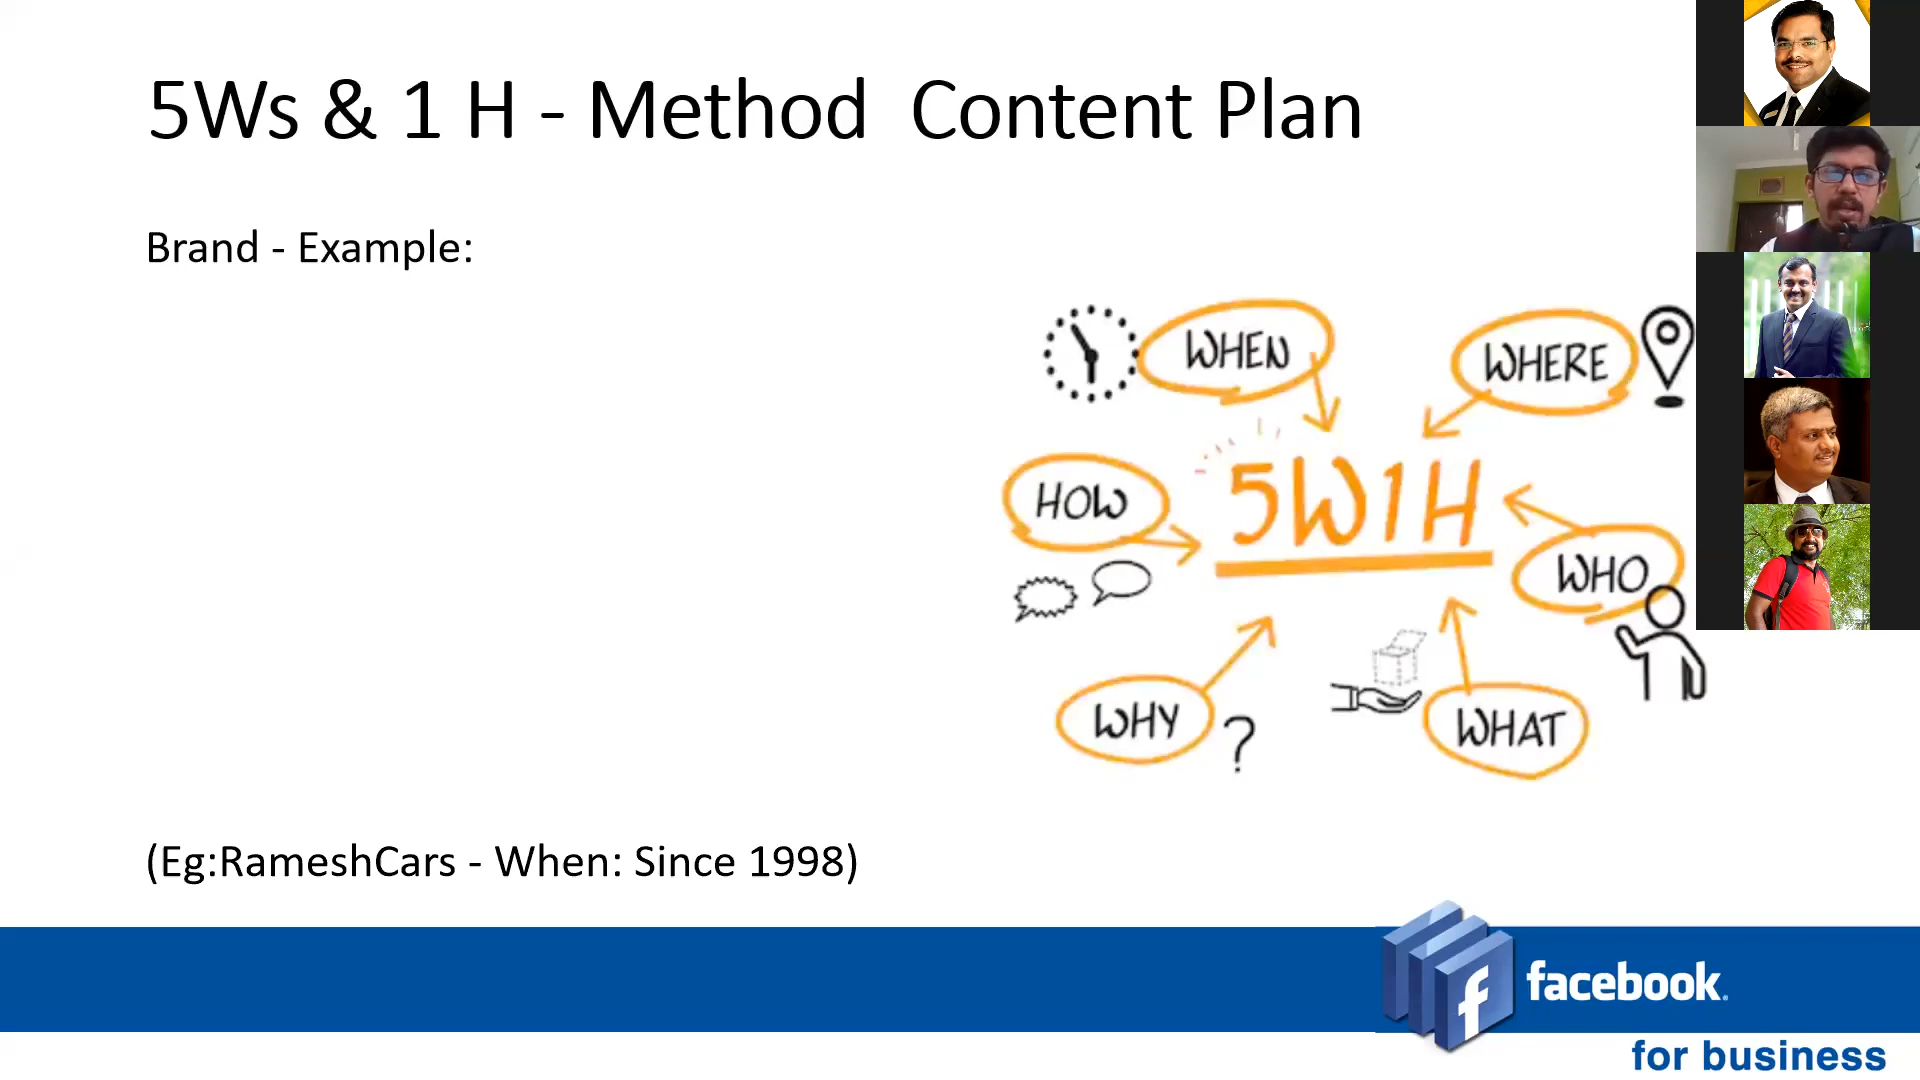 5Ws & 1 H - Method  Content Plan
Brand - Example:
WHEN
WHERE
HOW
5W1H
WHO
WHY
?
WHAT
(Eg:RameshCars - When: Since 1998)
f
facebook
for business